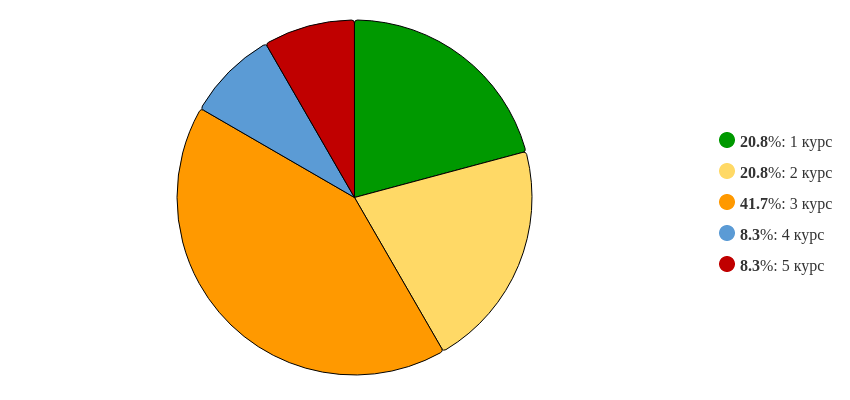 20.8%: 1 курс
20.8%: 2 курс
41.7%: 3 курс
8.3%: 4 курс
8.3%: 5 курс